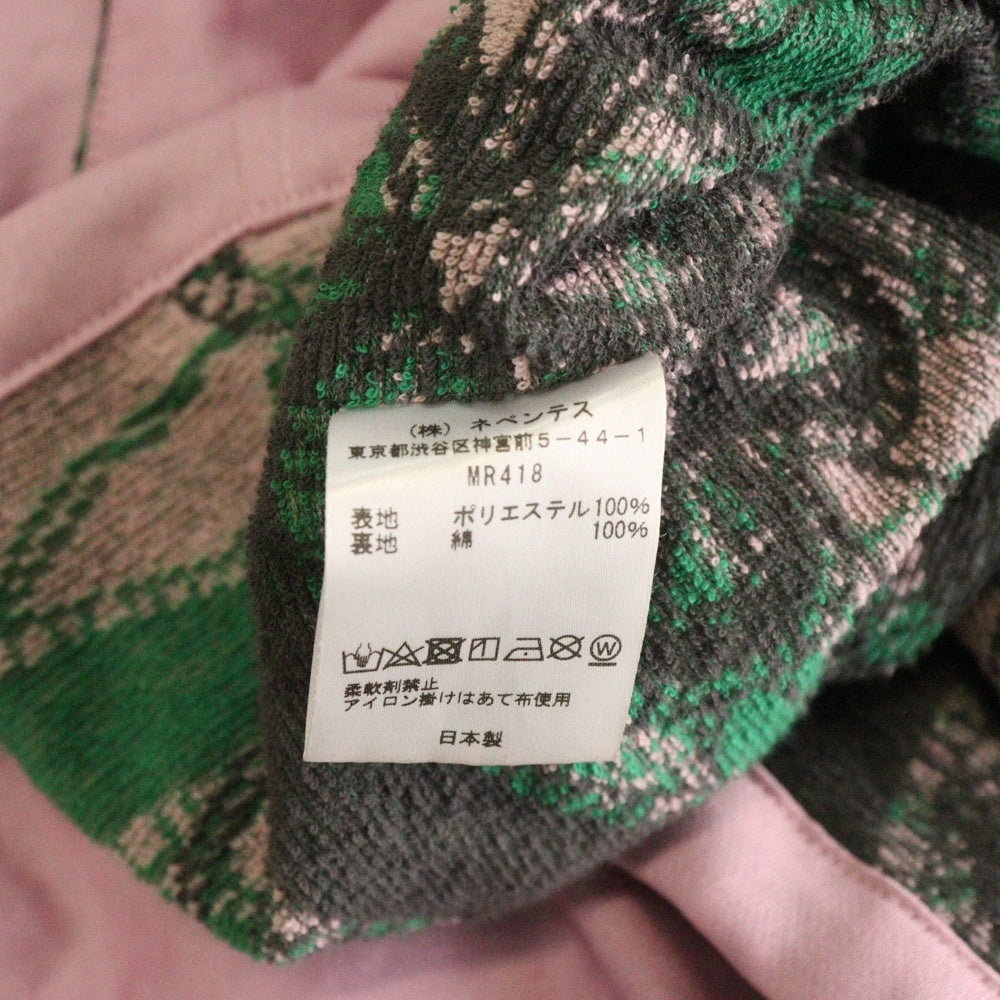 （株）ネペンテス
東京都渋谷区神宮前5－44－1
MR418
表地 ポリエステル100%
裏地 綿 100%
W
柔軟剤禁止
アイロン掛けはあて布使用
日本製